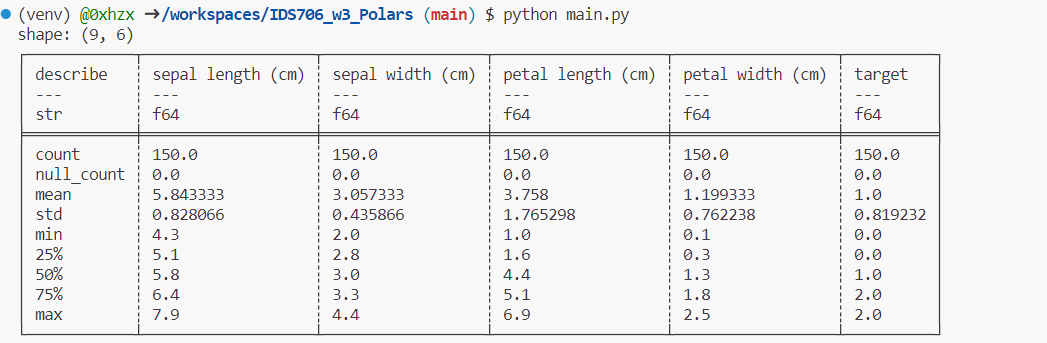 (venv) @0xhzx ➜/workspaces/IDS706_w3_Polars (main) $ python main.py
shape: (9, 6)
describe sepal length (cm) sepal width (cm) petal length (cm) petal width (cm) target
--- --- --- --- --- ---
str f64 f64 f64 f64 f64
count 150.0 150.0 150.0 150.0 150.0
null_count 0.0 0.0 0.0 0.0 0.0
mean 5.843333 3.057333 3.758 1.199333 1.0
std 0.828066 0.435866 1.765298 0.762238 0.819232
min 4.3 2.0 1.0 0.1 0.0
25% 5.1 2.8 1.6 0.3 0.0
50% 5.8 3.0 4.4 1.3 1.0
75% 6.4 3.3 5.1 1.8 2.0
max 7.9 4.4 6.9 2.5 2.0